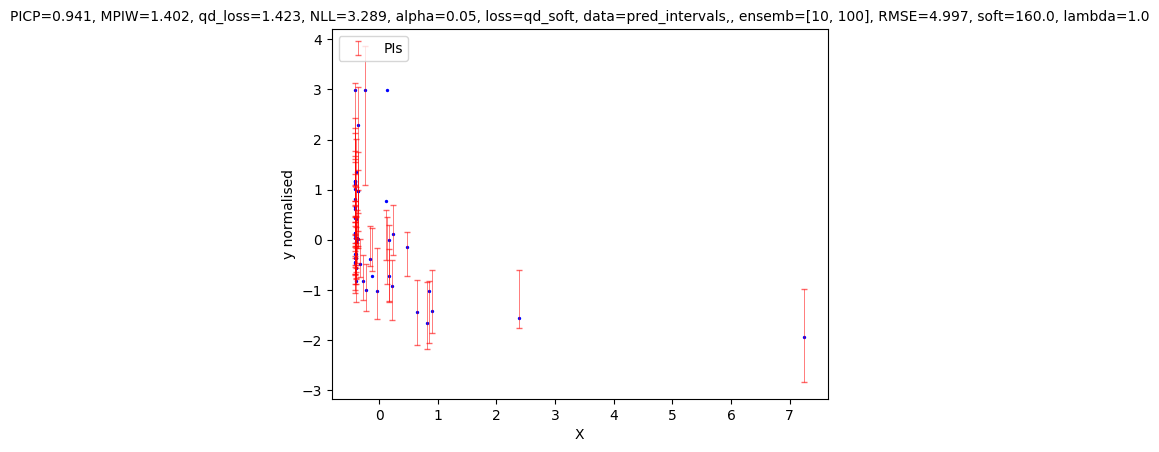 PICP=0.941, MPIW=1.402, qd_loss=1.423, NLL=3.289, alpha=0.05, loss=qd_soft, data=pred_intervals,, ensemb=[10, 100], RMSE=4.997, soft=160.0, lambda=1.0
PIs
4
3
2
1
0
−1
−2
−3
y normalised
0 1 2 3 4 5 6 7
X